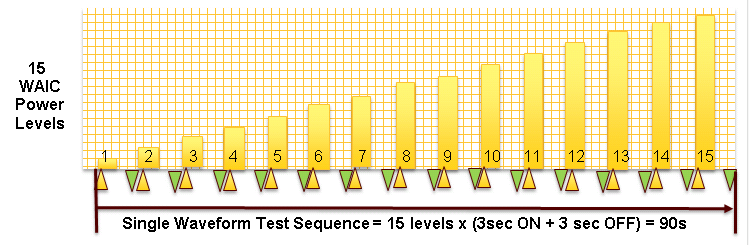 15
WAIC
Power
Levels
1 2 3 4 5 6 7 8 9 10 11 12 13 14 15
Single Waveform Test Sequence = 15 levels x (3sec ON + 3 sec OFF) = 90s